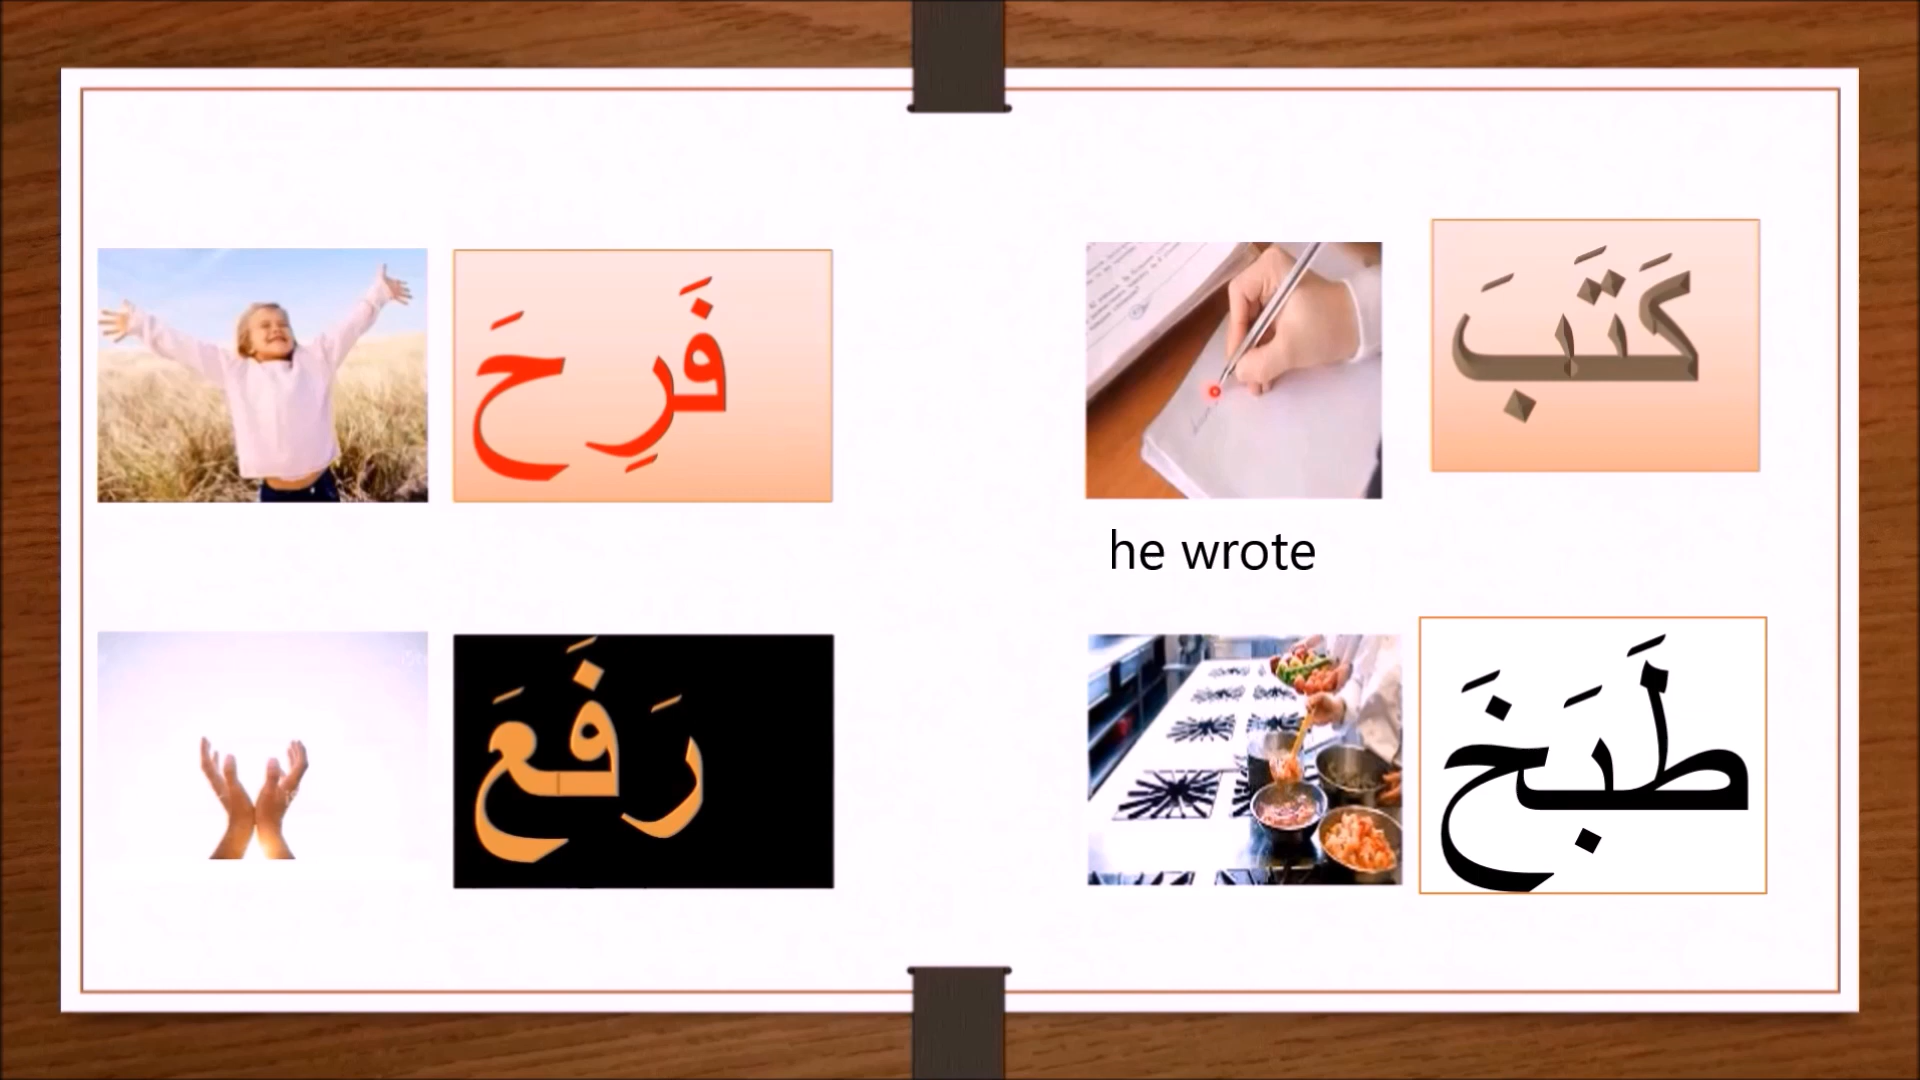 كَتَبَ
he wrote
فَرِحَ
طَبَخَ
رَفَعَ